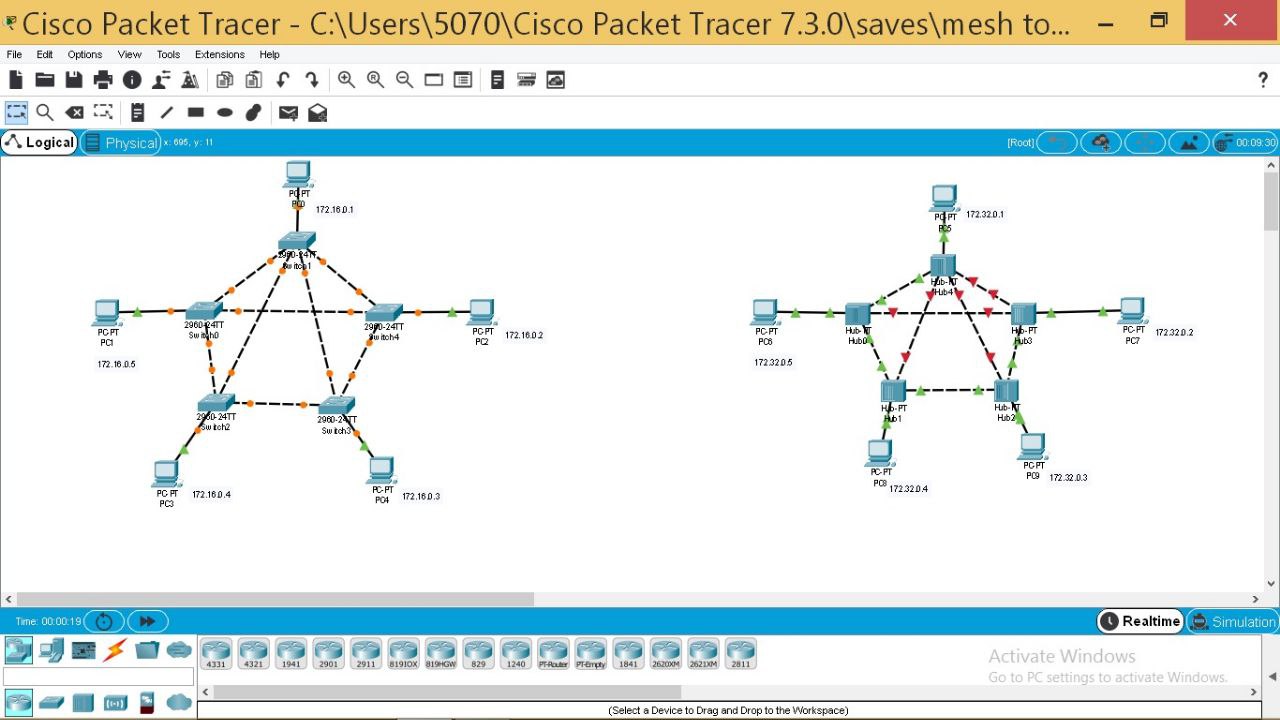 Cisco Packet Tracer - C:\Users\5070\Cisco Packet Tracer 7.3.0\saves\mesh to...
File Edit Options View Tools Extensions Help
Logical Physical x: 695, y: 11 [Root] 00:09:30
PC-PT
PC0
172.16.0.1
2960-24TT
Switch1
PC-PT
PC1
172.16.0.5
2960-24TT
Switch0
2960-24TT
Switch4
PC-PT
PC2
172.16.0.2
2960-24TT
Switch2
2960-24TT
Switch3
PC-PT
PC3
172.16.0.4
PC-PT
PC4
172.16.0.3
PC-PT
PC5
172.32.0.1
Hub-PT
Hub4
PC-PT
PC6
172.32.0.5
Hub-PT
Hub0
Hub-PT
Hub3
PC-PT
PC7
172.32.0.2
Hub-PT
Hub1
Hub-PT
Hub2
PC-PT
PC8
172.32.0.4
PC-PT
PC9
172.32.0.3
Time: 00:00:19 Realtime Simulation
4331 4321 1941 2901 2911 819IOX 819HGW 829 1240 PT-Router PT-Empty 1841 2620XM 2621XM 2811
Activate Windows
Go to PC settings to activate Windows.
(Select a Device to Drag and Drop to the Workspace)